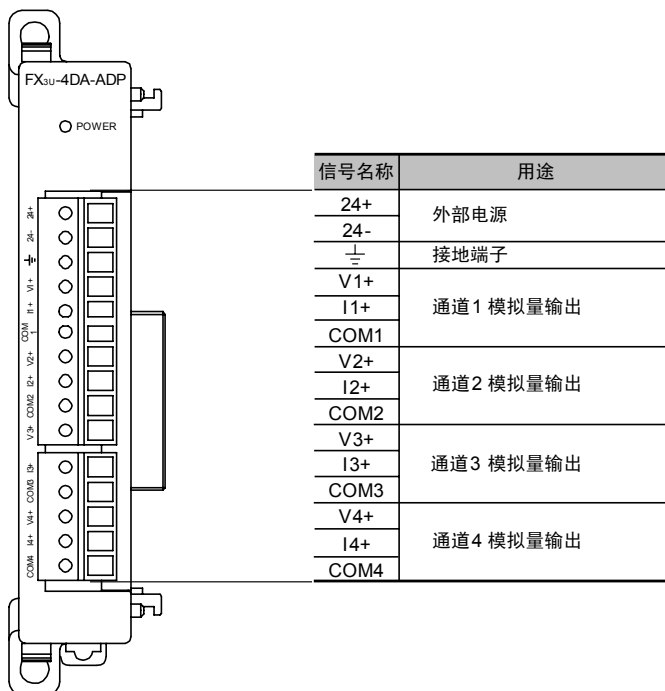 FX3U-4DA-ADP
POWER
24+
24-
⏚
V1+
I1+
COM
1
V2+
I2+
COM2
V3+
I3+
COM3
V4+
I4+
COM4
信号名称 用途
24+ 外部电源
24-
⏚ 接地端子
V1+
I1+ 通道1 模拟量输出
COM1
V2+
I2+ 通道2 模拟量输出
COM2
V3+
I3+ 通道3 模拟量输出
COM3
V4+
I4+ 通道4 模拟量输出
COM4